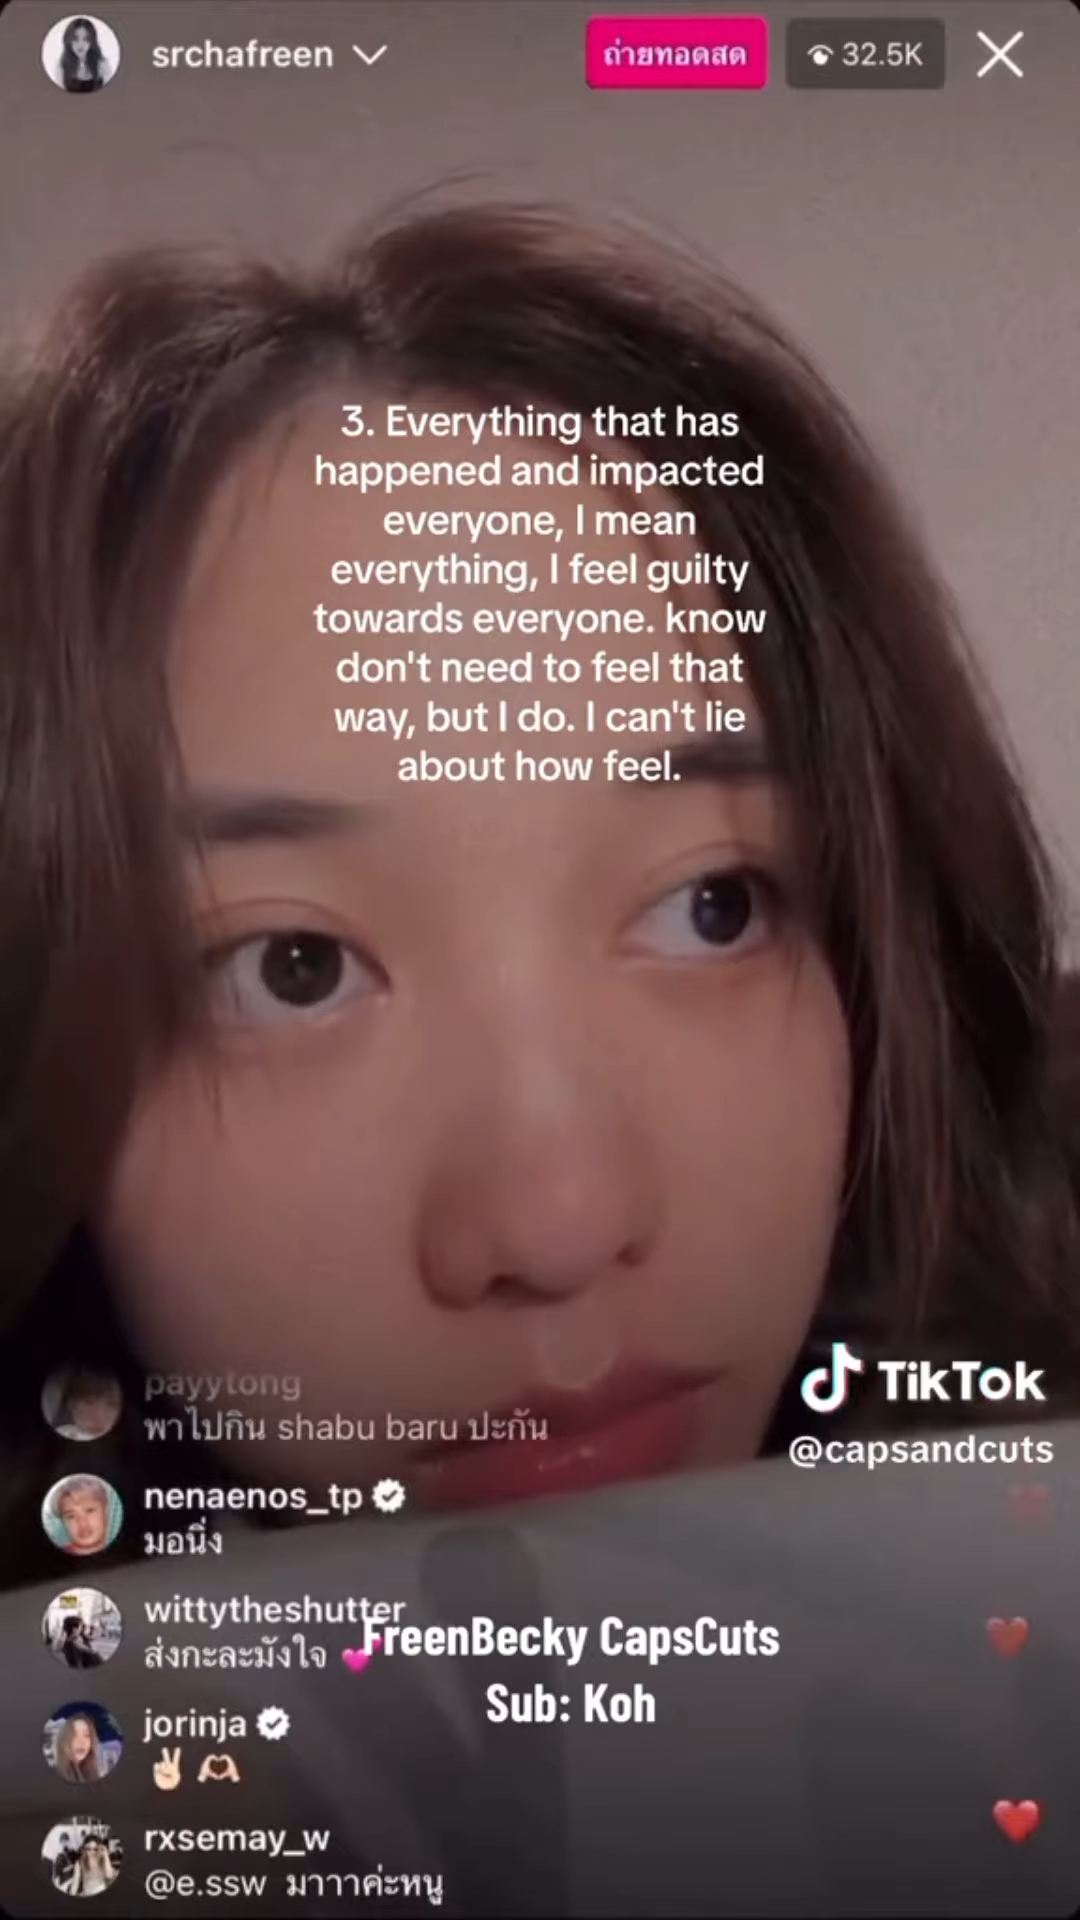 srchafreen
ถ่ายทอดสด
32.5K
3. Everything that has
happened and impacted
everyone, I mean
everything, I feel guilty
towards everyone. know
don't need to feel that
way, but I do. I can't lie
about how feel.
TikTok
@capsandcuts
payytong
พาไปกิน shabu baru ปะกัน
nenaenos_tp
มอนิ่ง
wittytheshutter
ส่งกะละมังใจ 💕
FreenBecky CapsCuts
Sub: Koh
jorinja
✌🏻 🫶🏻
rxsemay_w
@e.ssw มาาาค่ะหนู